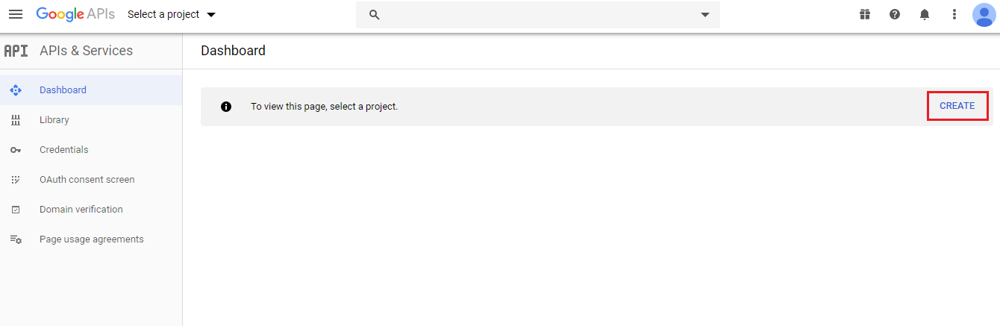 Google APIs Select a project
API APIs & Services
Dashboard
Dashboard
Library
Credentials
OAuth consent screen
Domain verification
Page usage agreements
To view this page, select a project.
CREATE